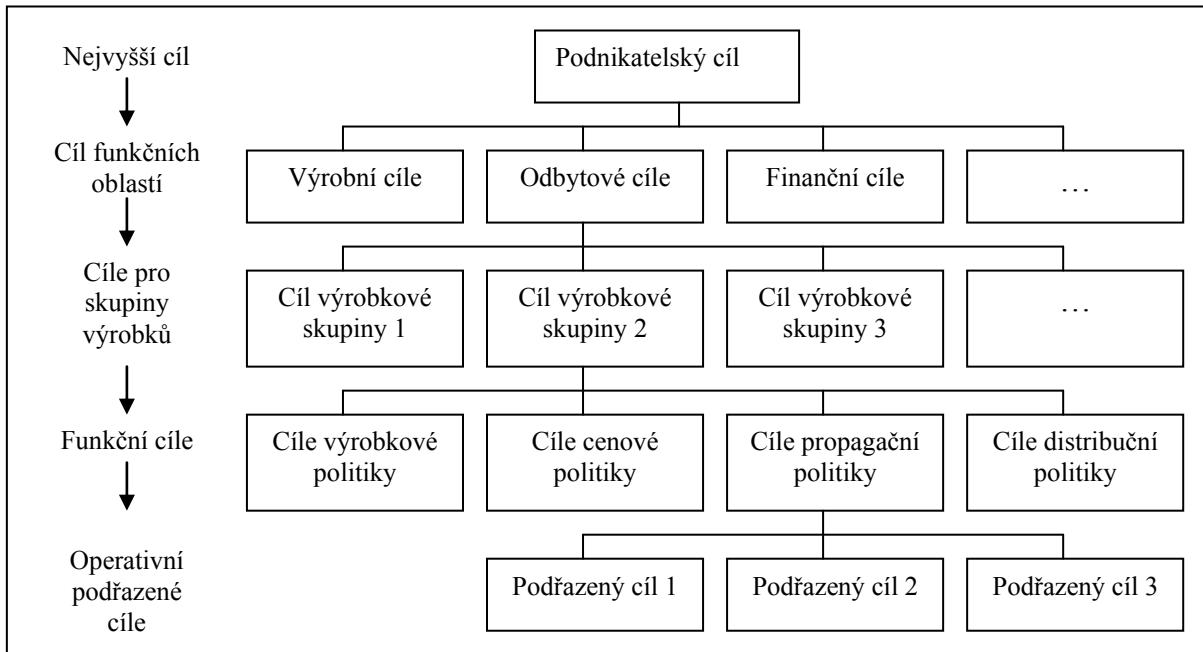 Nejvyšší cíl
Podnikatelský cíl
Cíl funkčních
oblastí
Výrobní cíle
Odbytové cíle
Finanční cíle
…
Cíle pro
skupiny
výrobků
Cíl výrobkové
skupiny 1
Cíl výrobkové
skupiny 2
Cíl výrobkové
skupiny 3
…
Funkční cíle
Cíle výrobkové
politiky
Cíle cenové
politiky
Cíle propagační
politiky
Cíle distribuční
politiky
Operativní
podřazené
cíle
Podřazený cíl 1
Podřazený cíl 2
Podřazený cíl 3